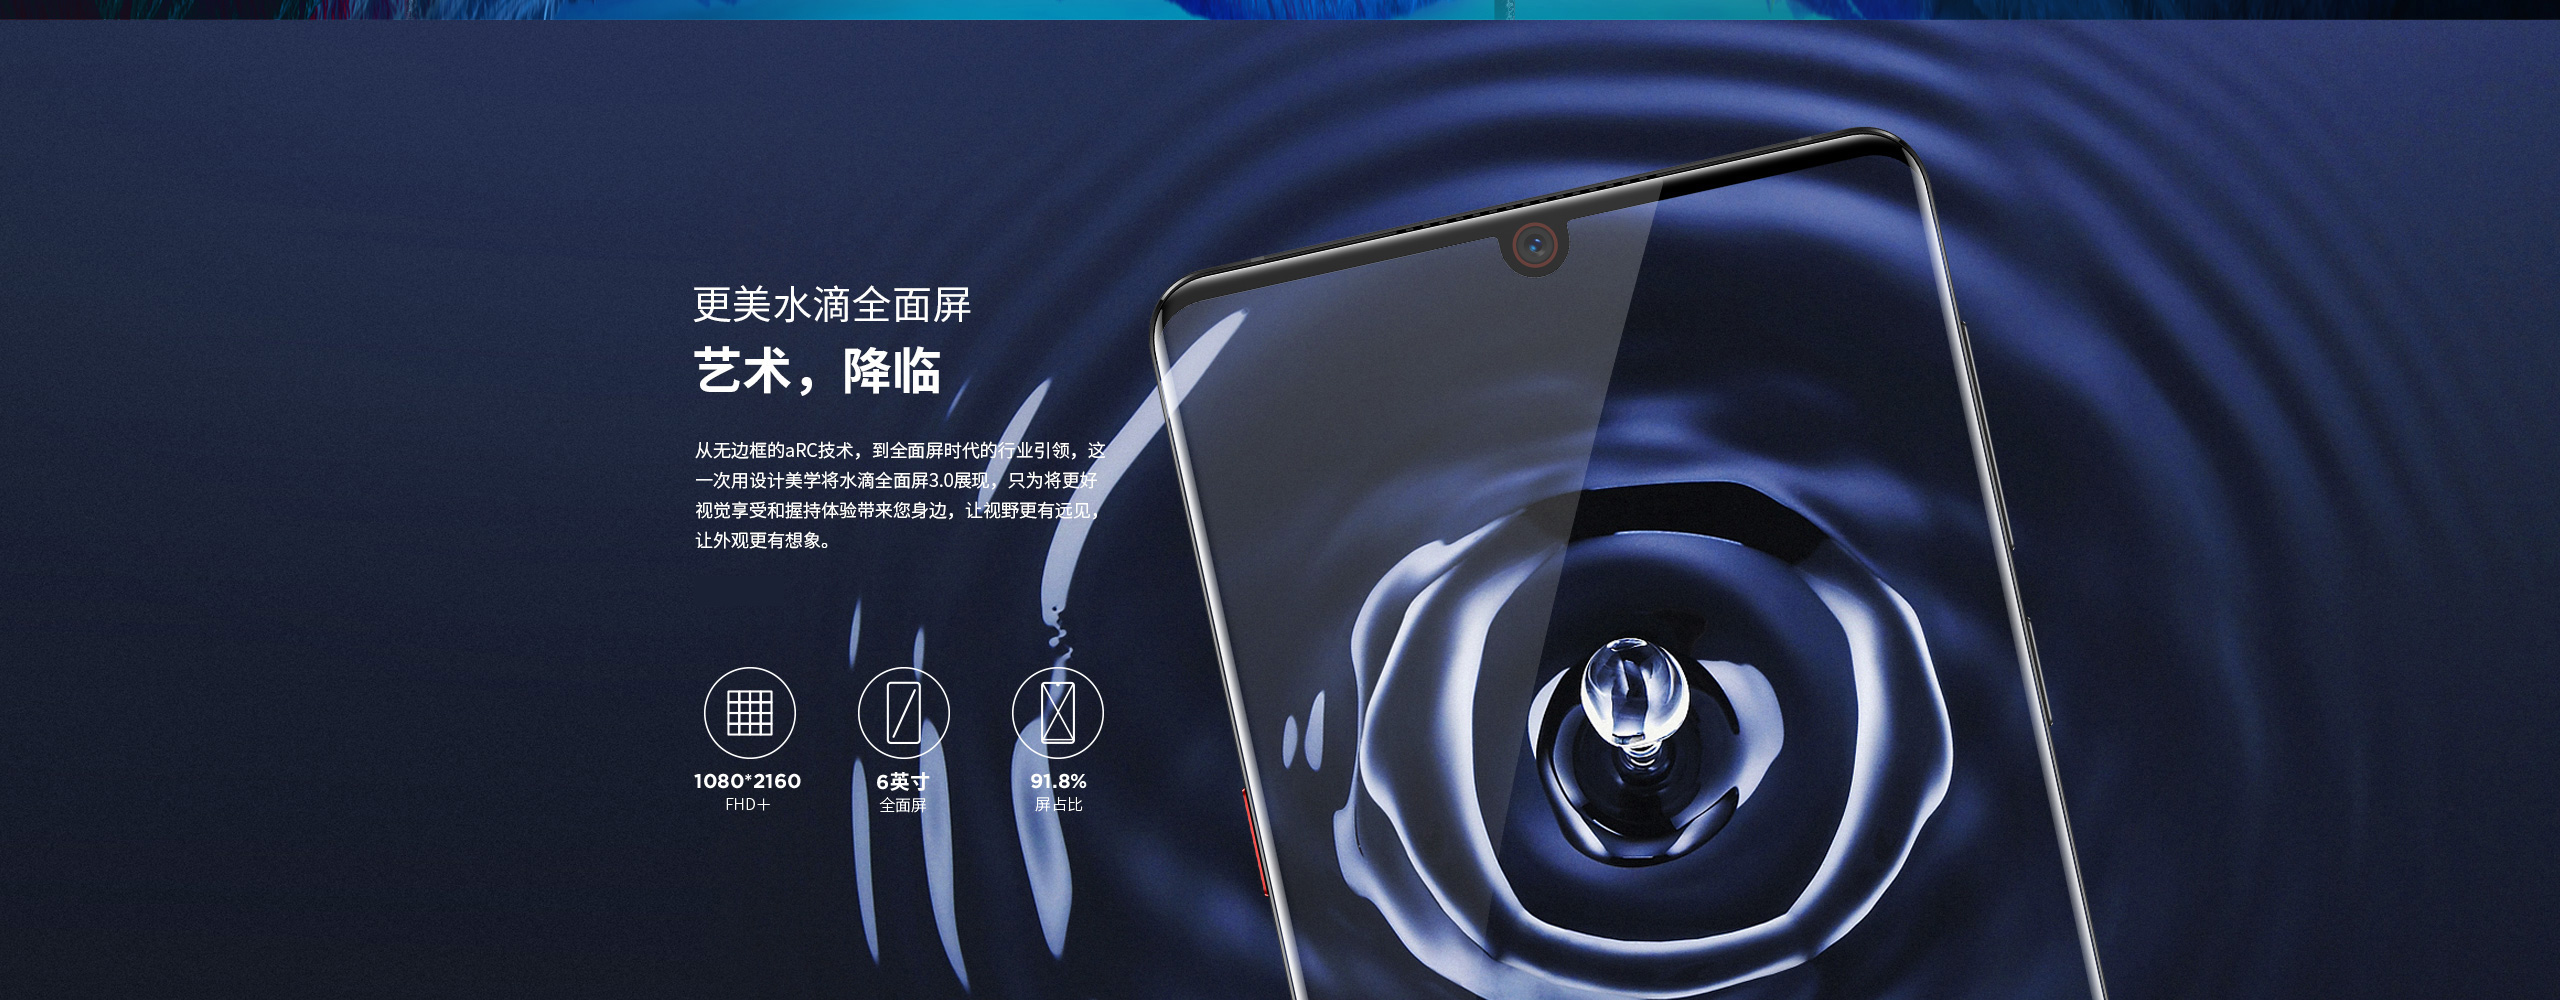 更美水滴全面屏
艺术，降临
从无边框的aRC技术，到全面屏时代的行业引领，这
一次用设计美学将水滴全面屏3.0展现，只为将更好
视觉享受和握持体验带来您身边，让视野更有远见，
让外观更有想象。
1080*2160
FHD+
6英寸
全面屏
91.8%
屏占比